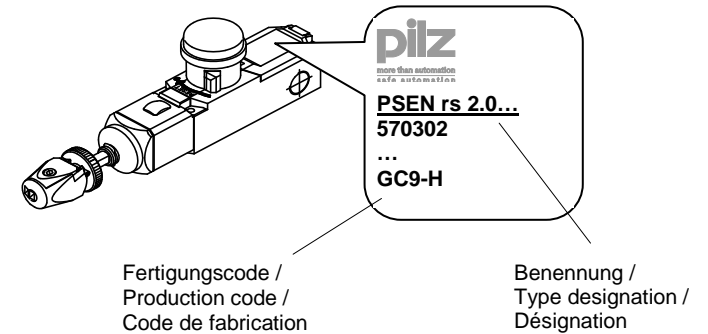 pilz
more than automation
safe automation
PSEN rs 2.0...
570302
...
GC9-H
Fertigungscode /
Production code /
Code de fabrication
Benennung /
Type designation /
Désignation